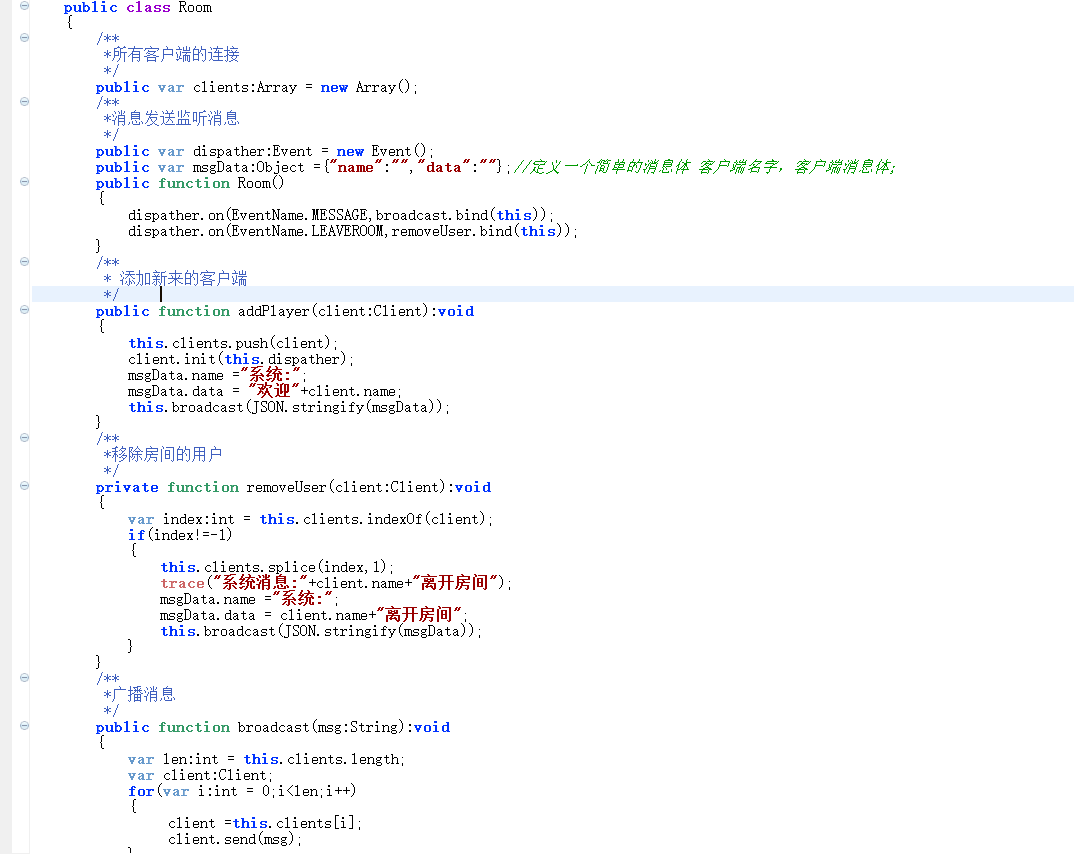 public class Room
{
/**
*所有客户端的连接
*/
public var clients:Array = new Array();
/**
*消息发送监听消息
*/
public var dispather:Event = new Event();
public var msgData:Object ={"name":"","data":""};//定义一个简单的消息体 客户端名字，客户端消息体;
public function Room()
{
dispather.on(EventName.MESSAGE,broadcast.bind(this));
dispather.on(EventName.LEAVEROOM,removeUser.bind(this));
}
/**
* 添加新来的客户端
*/
public function addPlayer(client:Client):void
{
this.clients.push(client);
client.init(this.dispather);
msgData.name ="系统:";
msgData.data = "欢迎"+client.name;
this.broadcast(JSON.stringify(msgData));
}
/**
*移除房间的用户
*/
private function removeUser(client:Client):void
{
var index:int = this.clients.indexOf(client);
if(index!=-1)
{
this.clients.splice(index,1);
trace("系统消息:"+client.name+"离开房间");
msgData.name ="系统:";
msgData.data = client.name+"离开房间";
this.broadcast(JSON.stringify(msgData));
}
}
/**
*广播消息
*/
public function broadcast(msg:String):void
{
var len:int = this.clients.length;
var client:Client;
for(var i:int = 0;i<len;i++)
{
client =this.clients[i];
client.send(msg);
}